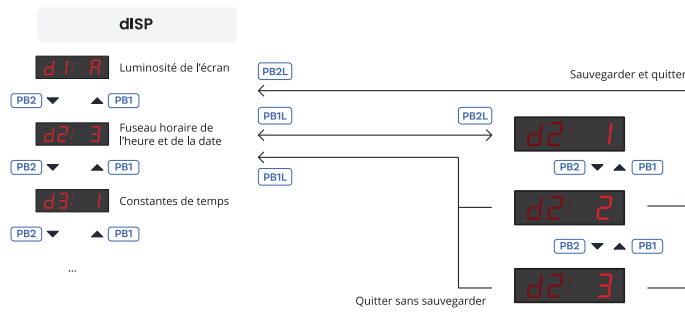 dISP
d1: A
Luminosité de l'écran
PB2L
Sauvegarder et quitter
PB2
PB1
PB1L
PB2L
d2: 3
Fuseau horaire de
l'heure et de la date
d2: 1
PB2
PB1
PB1L
PB2
PB1
d3: 1
Constantes de temps
d2: 2
PB2
PB1
PB2
PB1
...
d2: 3
Quitter sans sauvegarder